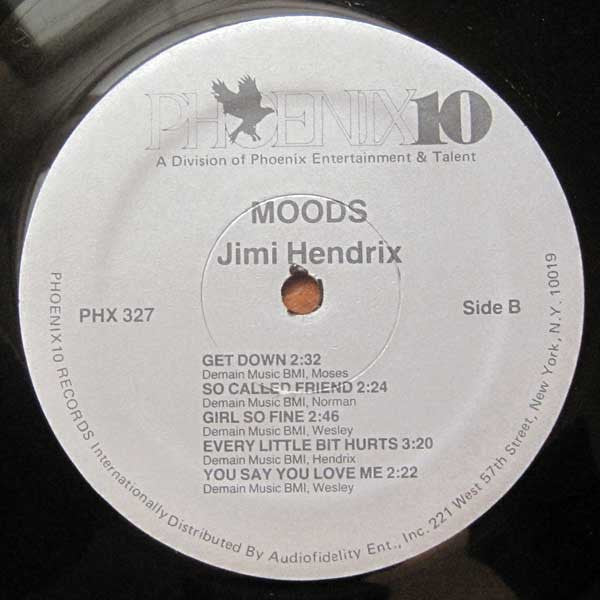 PHOENIX10
A Division of Phoenix Entertainment & Talent
MOODS
Jimi Hendrix
PHX 327
Side B
GET DOWN 2:32
Demain Music BMI, Moses
SO CALLED FRIEND 2:24
Demain Music BMI, Norman
GIRL SO FINE 2:46
Demain Music BMI, Wesley
EVERY LITTLE BIT HURTS 3:20
Demain Music BMI, Hendrix
YOU SAY YOU LOVE ME 2:22
Demain Music BMI, Wesley
PHOENIX10 RECORDS Internationally Distributed By Audiofidelity Ent., Inc. 221 West 57th Street, New York, N.Y. 10019